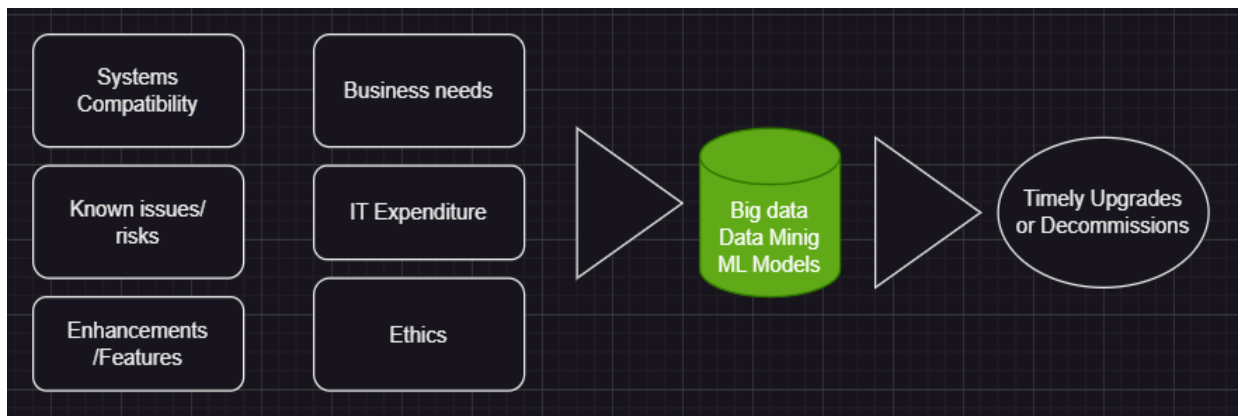 Systems
Compatibility
Known issues/
risks
Enhancements
/Features
Business needs
IT Expenditure
Ethics
Big data
Data Minig
ML Models
Timely Upgrades
or Decommissions